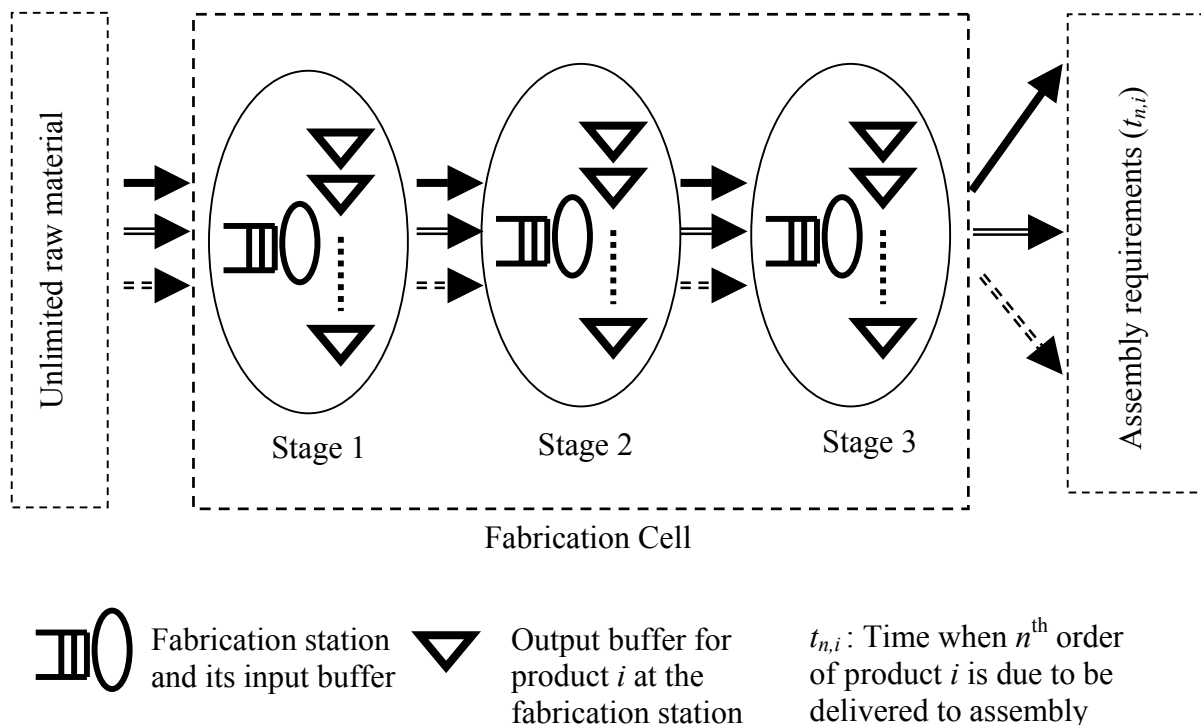 Unlimited raw material
Assembly requirements (tn,i)
Stage 1
Stage 2
Stage 3
Fabrication Cell
Fabrication station
and its input buffer
Output buffer for
product i at the
fabrication station
tn,i : Time when nth order
of product i is due to be
delivered to assembly